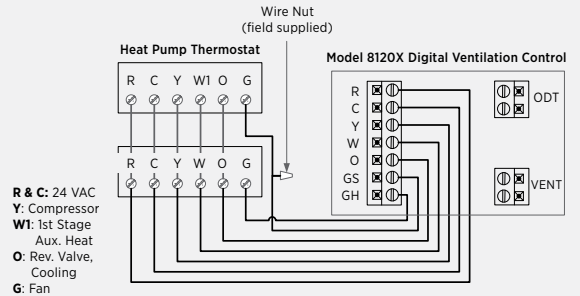 Wire Nut
(field supplied)
Heat Pump Thermostat
Model 8120X Digital Ventilation Control
R C Y W1 O G
R
C
Y
W
O
GS
GH
ODT
VENT
R C Y W O G
R & C: 24 VAC
Y: Compressor
W1: 1st Stage
Aux. Heat
O: Rev. Valve,
Cooling
G: Fan